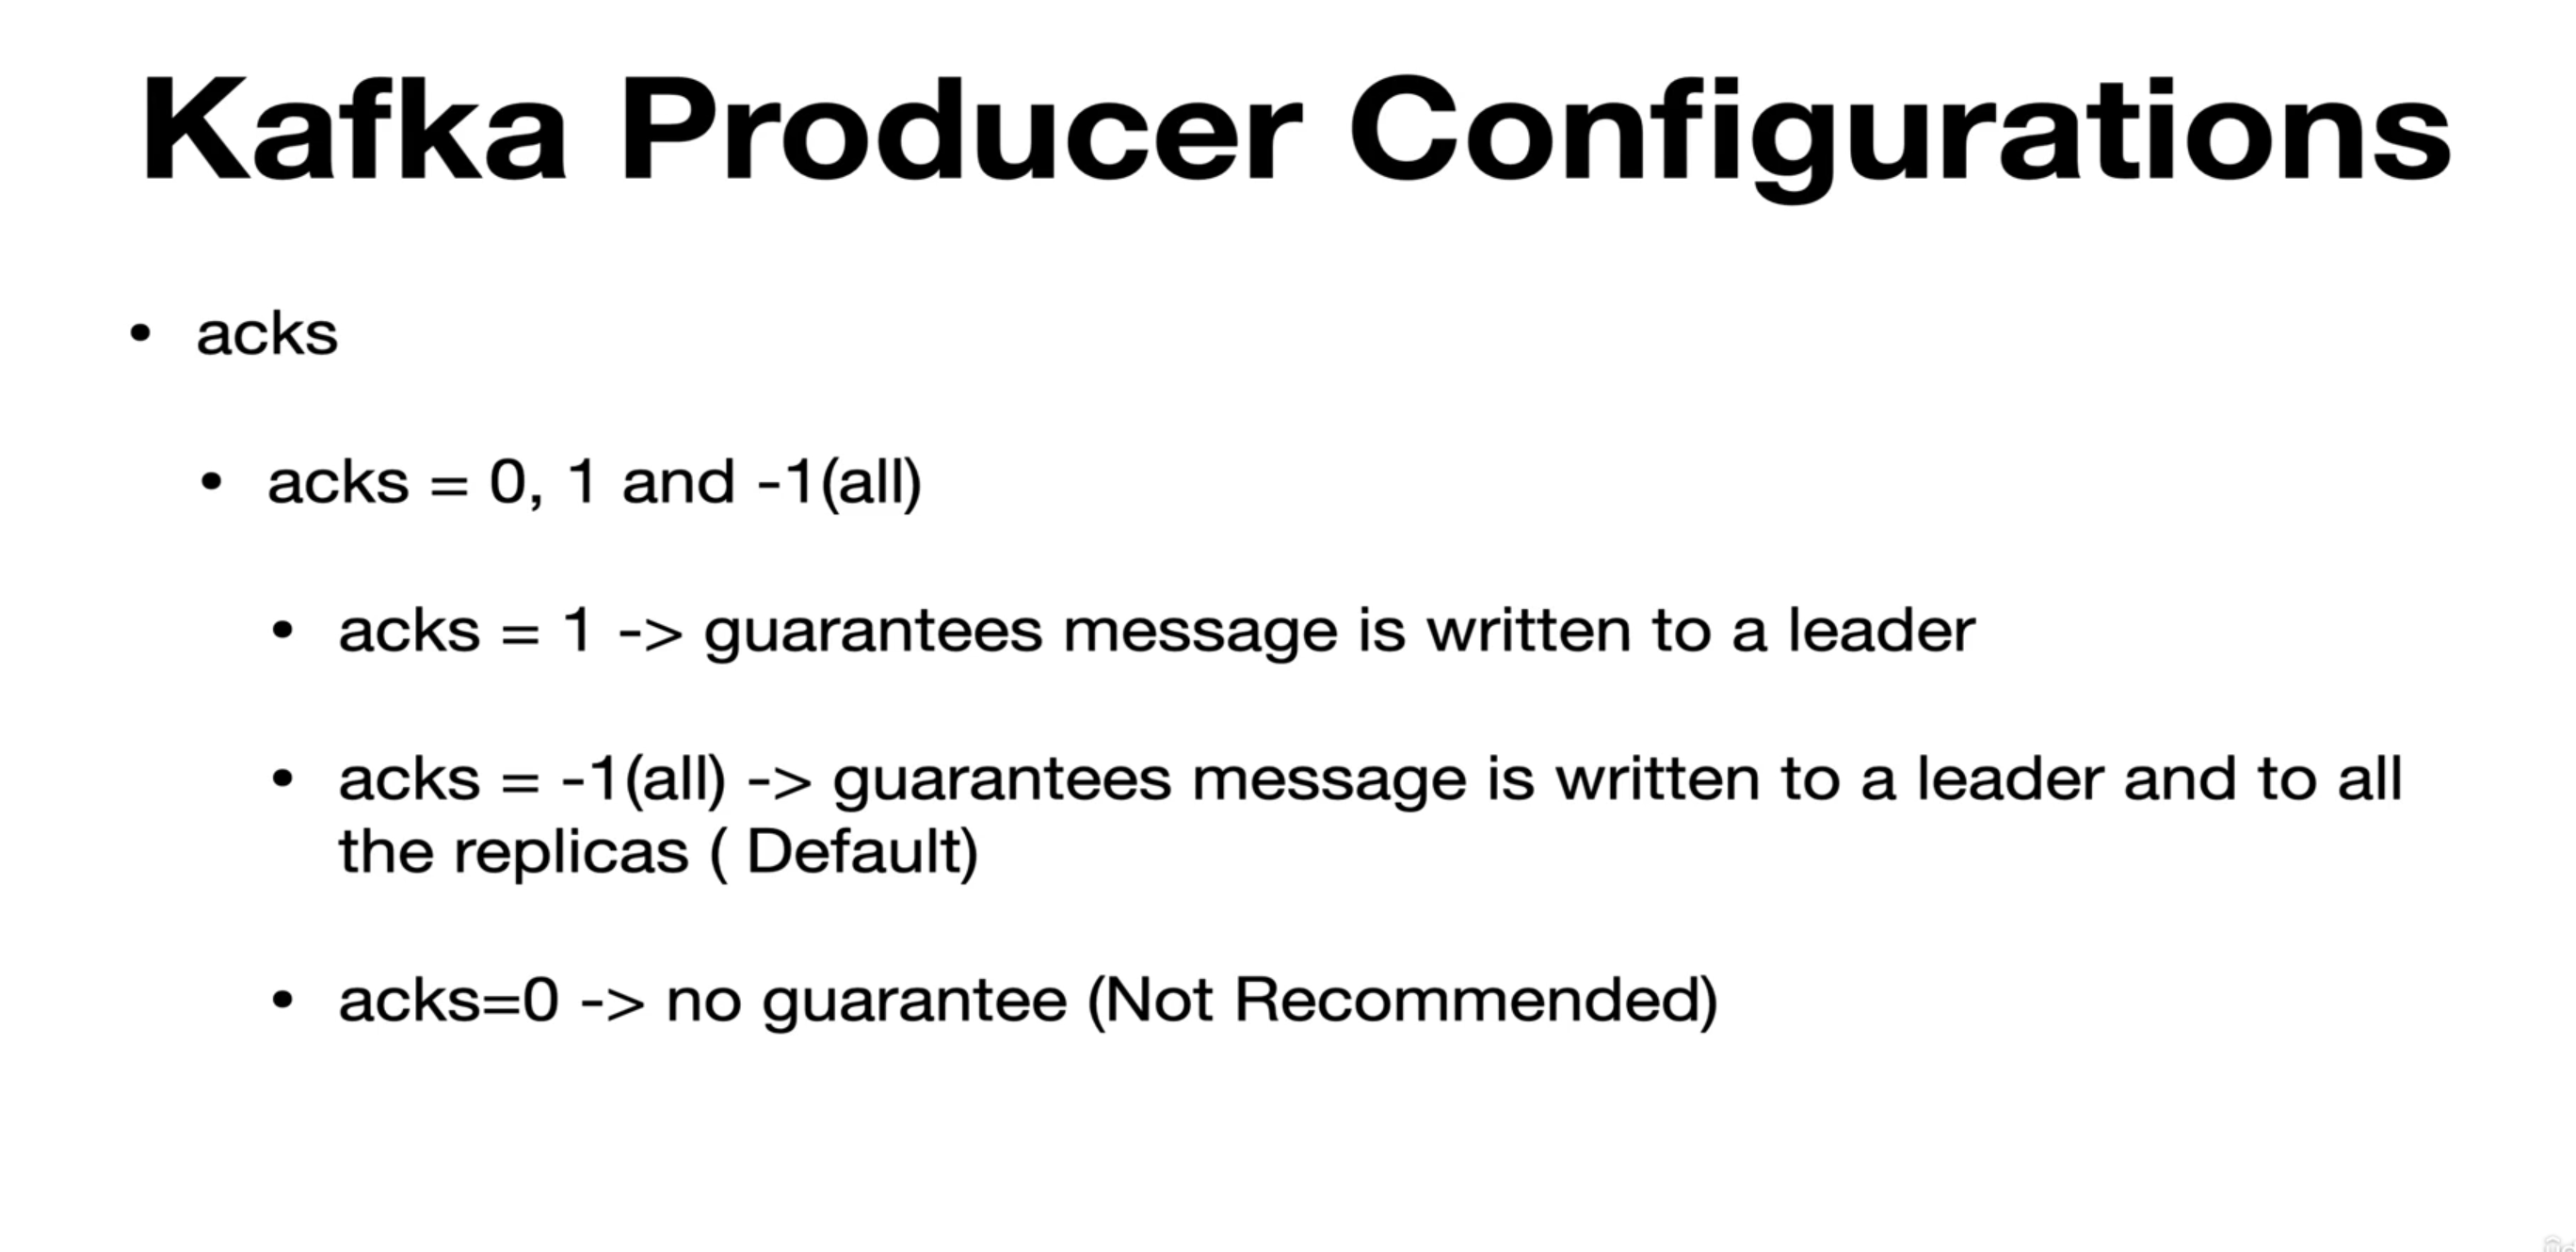 Kafka Producer Configurations
• acks
• acks = 0, 1 and -1(all)
• acks = 1 -> guarantees message is written to a leader
• acks = -1(all) -> guarantees message is written to a leader and to all
the replicas ( Default)
• acks=0 -> no guarantee (Not Recommended)